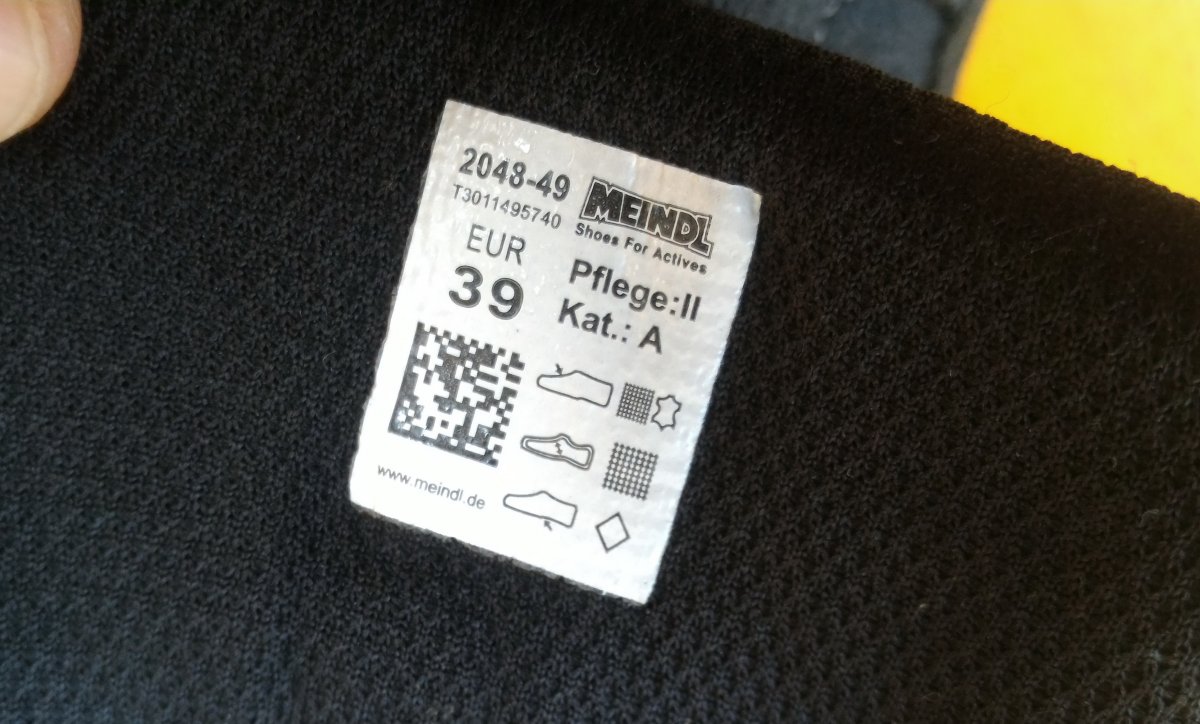 2048-49
T3011495740
EUR
39
MEINDL
Shoes For Actives
Pflege:II
Kat.: A
www.meindl.de